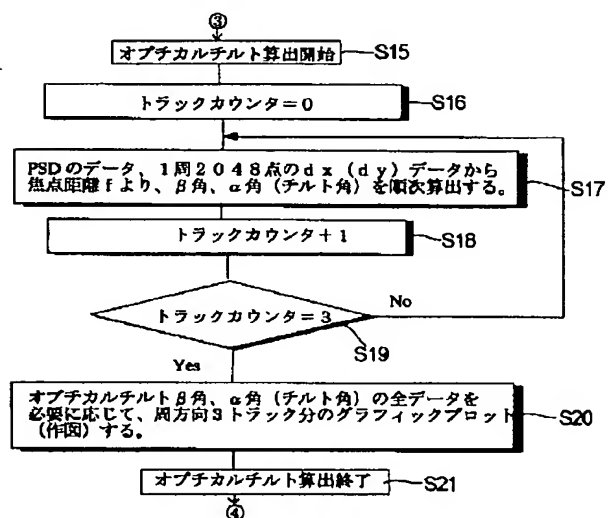 ③
オプチカルチルト算出開始 S15
トラックカウンタ＝0 S16
PSDのデータ、1周2048点のdx（dy）データから
焦点距離fより、β角、α角（チルト角）を順次算出する。 S17
トラックカウンタ＋1 S18
トラックカウンタ＝3 No
S19
Yes
オプチカルチルトβ角、α角（チルト角）の全データを
必要に応じて、周方向3トラック分のグラフィックプロット
（作図）する。 S20
オプチカルチルト算出終了 S21
④